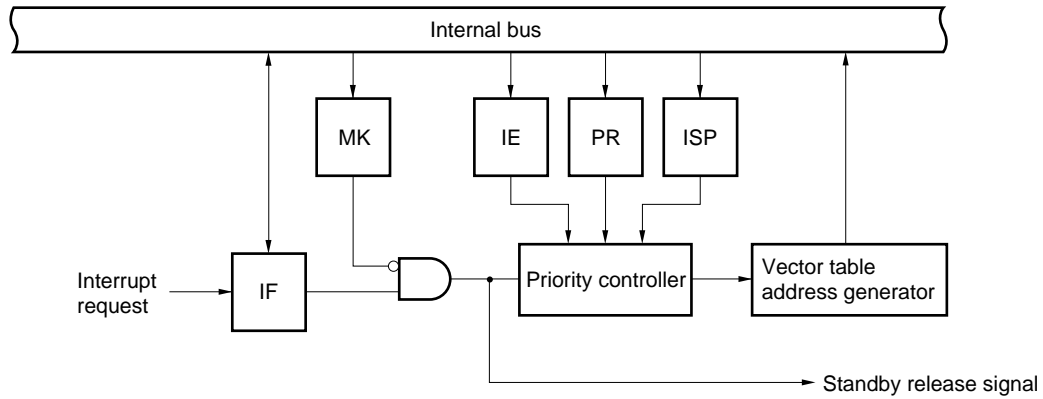 Internal bus
MK
IE
PR
ISP
Interrupt
request
IF
Priority controller
Vector table
address generator
Standby release signal